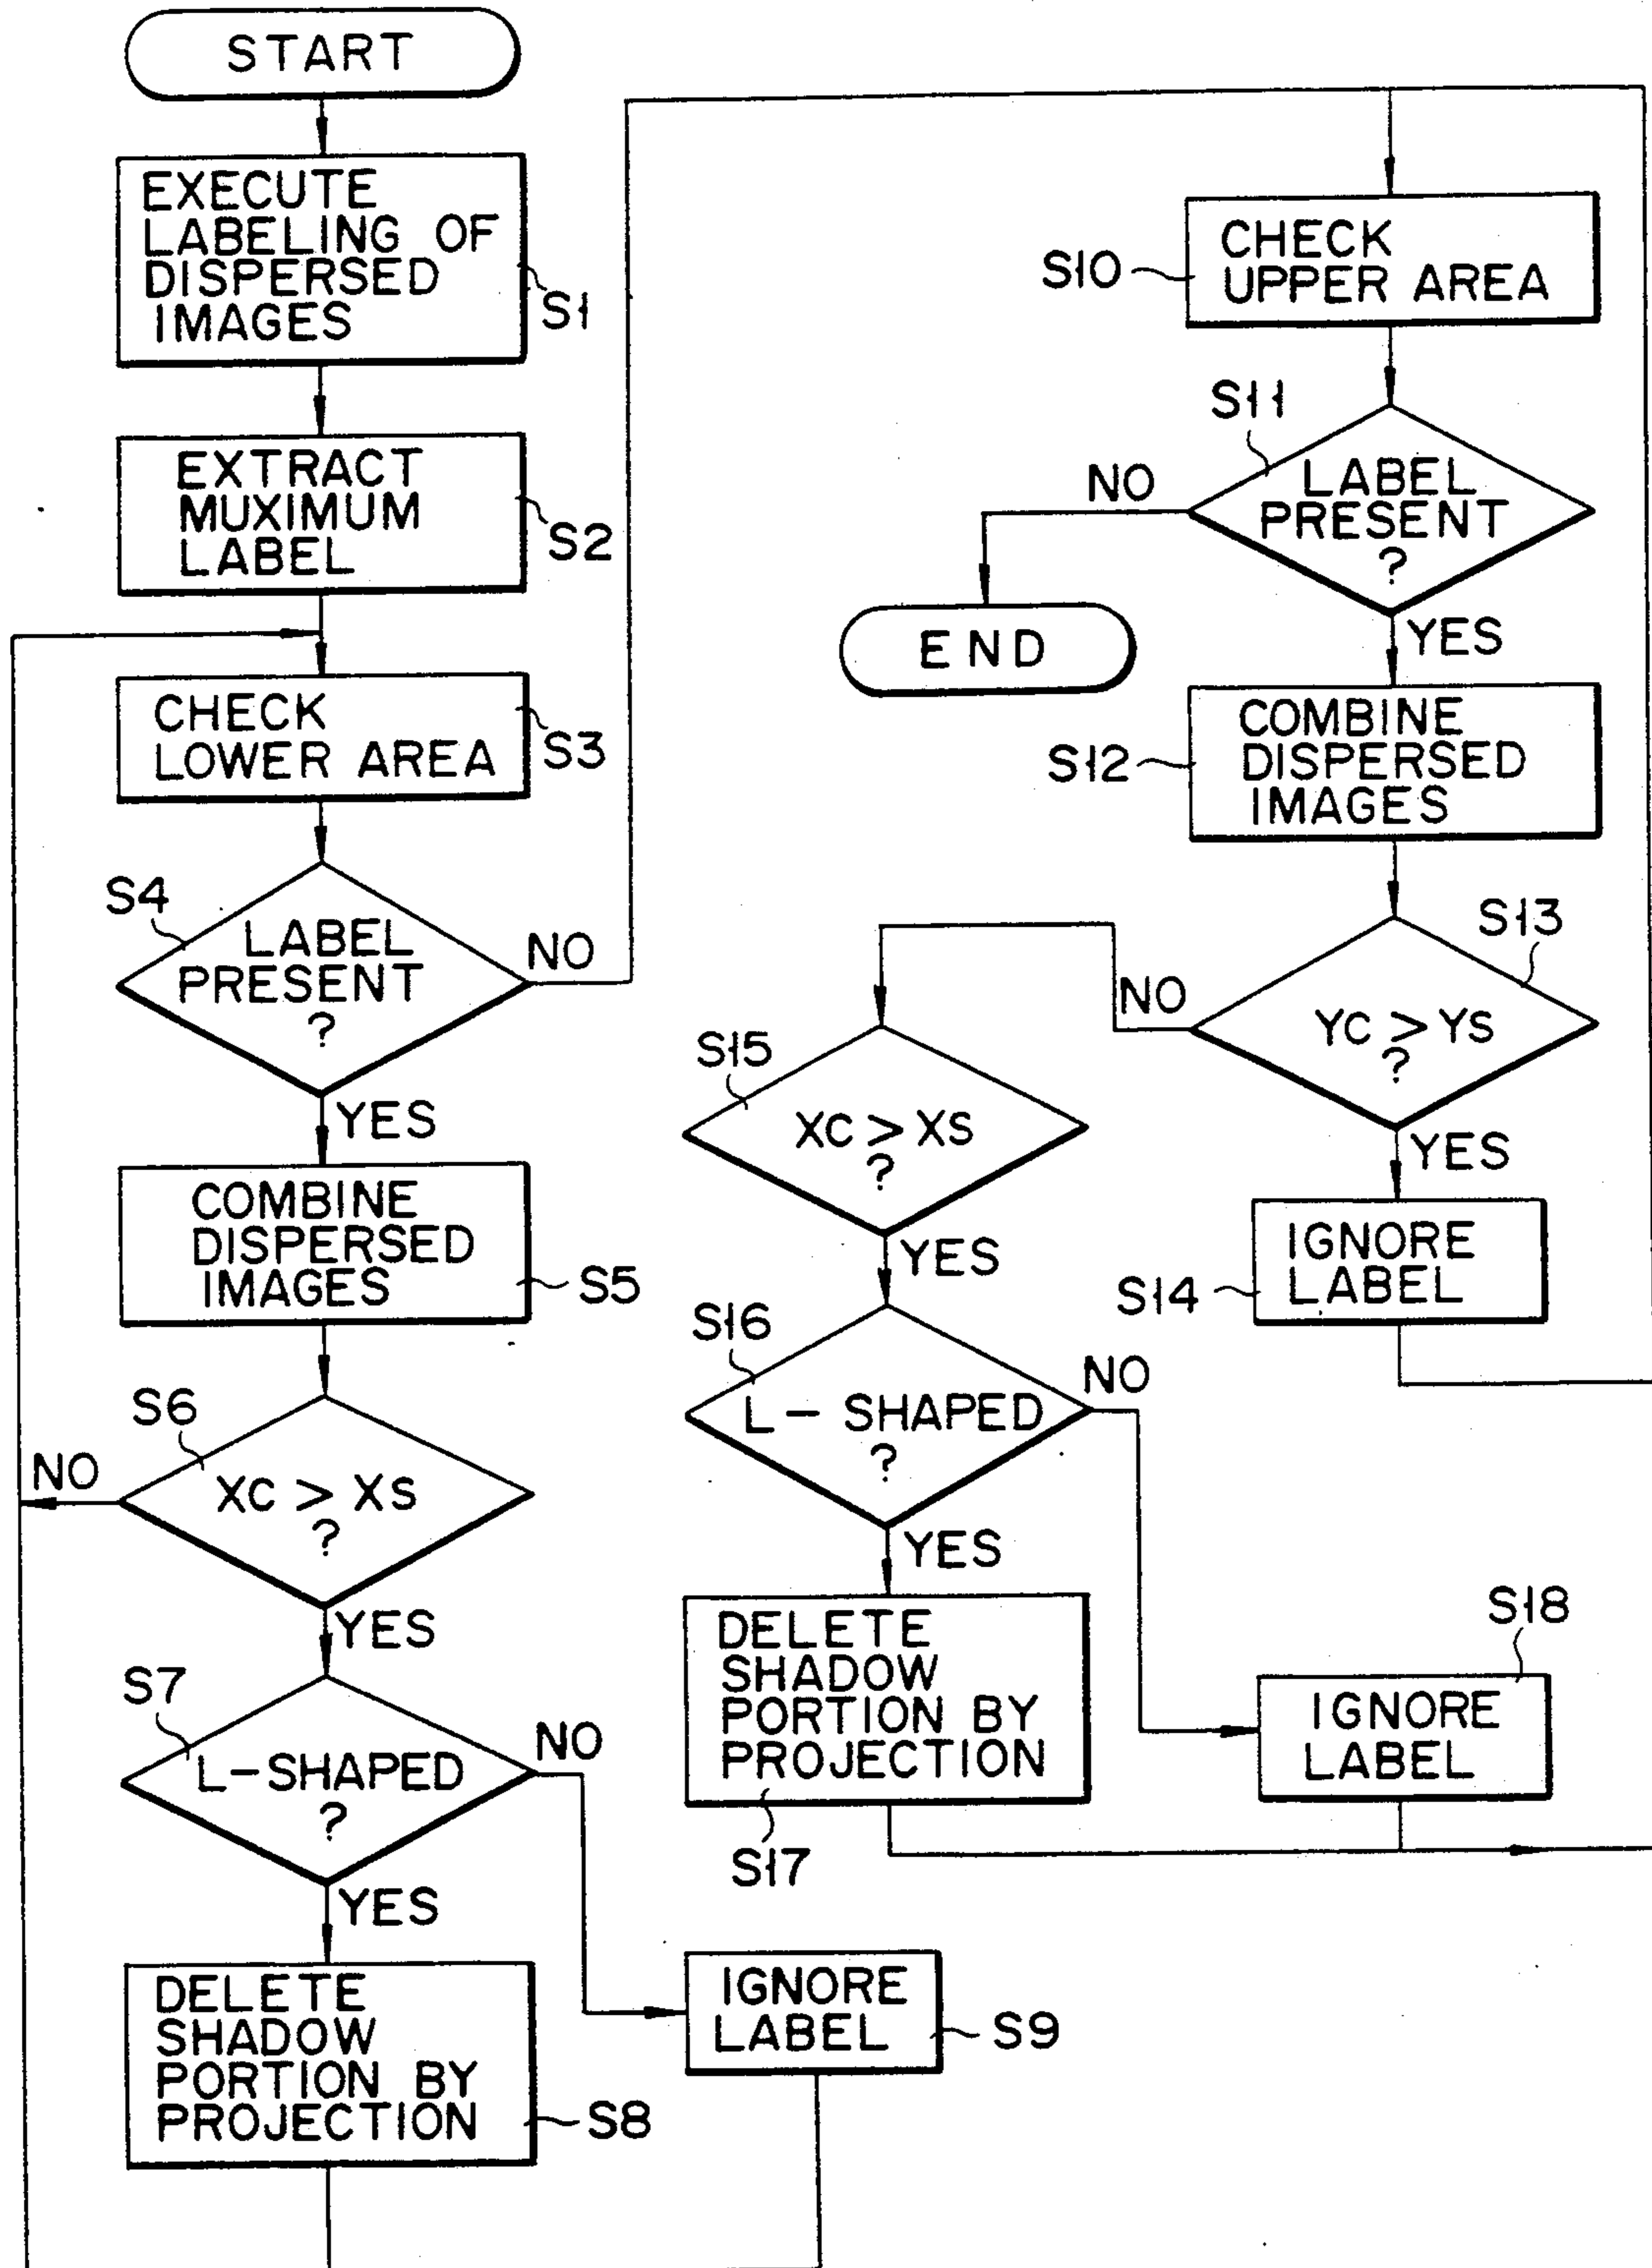 START
EXECUTE
LABELING OF
DISPERSED
IMAGES
S1
EXTRACT
MUXIMUM
LABEL
S2
CHECK
LOWER AREA
S3
S4
LABEL
PRESENT
?
NO
YES
COMBINE
DISPERSED
IMAGES
S5
S6
XC > XS
?
NO
YES
S7
L-SHAPED
?
NO
YES
DELETE
SHADOW
PORTION BY
PROJECTION
S8
IGNORE
LABEL
S9
CHECK
UPPER AREA
S10
S11
LABEL
PRESENT
?
NO
YES
END
COMBINE
DISPERSED
IMAGES
S12
S13
YC > YS
?
NO
YES
IGNORE
LABEL
S14
S15
XC > XS
?
YES
S16
L- SHAPED
?
NO
YES
DELETE
SHADOW
PORTION BY
PROJECTION
S17
S18
IGNORE
LABEL